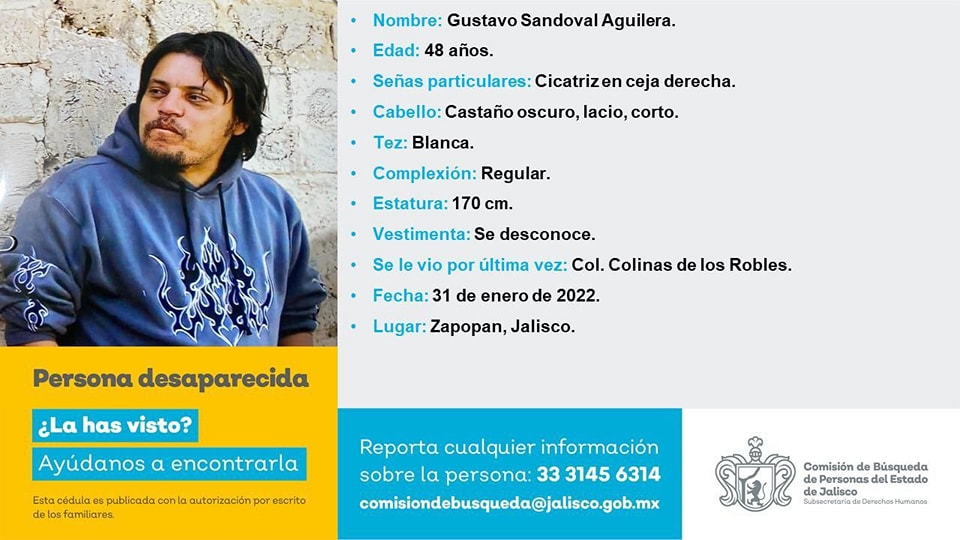 • Nombre: Gustavo Sandoval Aguilera.
• Edad: 48 años.
• Señas particulares: Cicatriz en ceja derecha.
• Cabello: Castaño oscuro, lacio, corto.
• Tez: Blanca.
• Complexión: Regular.
• Estatura: 170 cm.
• Vestimenta: Se desconoce.
• Se le vio por última vez: Col. Colinas de los Robles.
• Fecha: 31 de enero de 2022.
• Lugar: Zapopan, Jalisco.
Persona desaparecida
¿La has visto?
Ayúdanos a encontrarla
Esta cédula es publicada con la autorización por escrito
de los familiares.
Reporta cualquier información
sobre la persona: 33 3145 6314
comisiondebusqueda@jalisco.gob.mx
Comisión de Búsqueda
de Personas del Estado
de Jalisco
Subsecretaría de Derechos Humanos